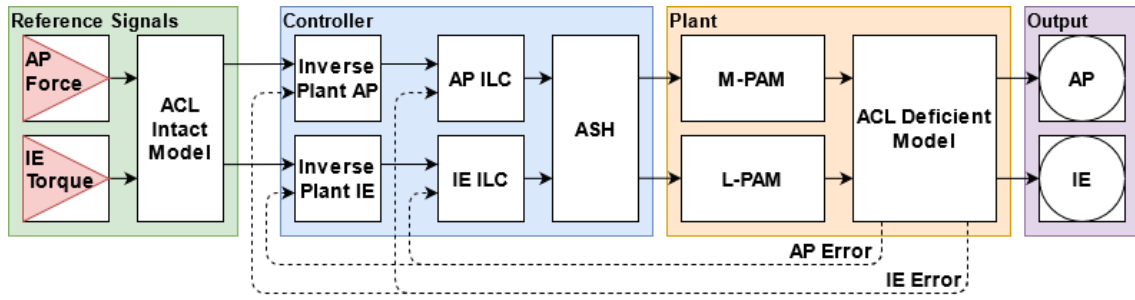 Reference Signals
AP
Force
IE
Torque
ACL
Intact
Model
Controller
Inverse
Plant AP
Inverse
Plant IE
AP ILC
IE ILC
ASH
Plant
M-PAM
L-PAM
ACL Deficient
Model
Output
AP
IE
AP Error
IE Error